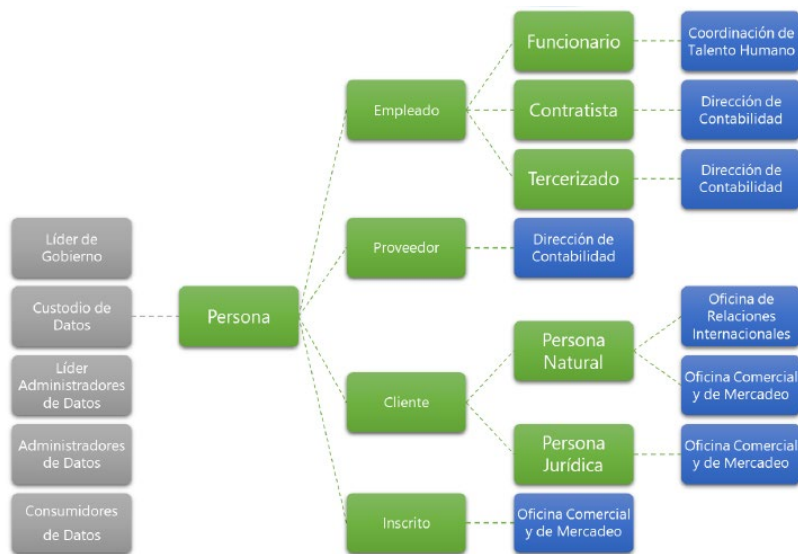 Líder de
Gobierno
Custodio de
Datos
Líder
Administradores
de Datos
Administradores
de Datos
Consumidores
de Datos
Persona
Empleado
Funcionario
Coordinación de
Talento Humano
Contratista
Dirección de
Contabilidad
Tercerizado
Dirección de
Contabilidad
Proveedor
Dirección de
Contabilidad
Cliente
Persona
Natural
Oficina de
Relaciones
Internacionales
Oficina Comercial
y de Mercadeo
Persona
Jurídica
Oficina Comercial
y de Mercadeo
Inscrito
Oficina Comercial
y de Mercadeo